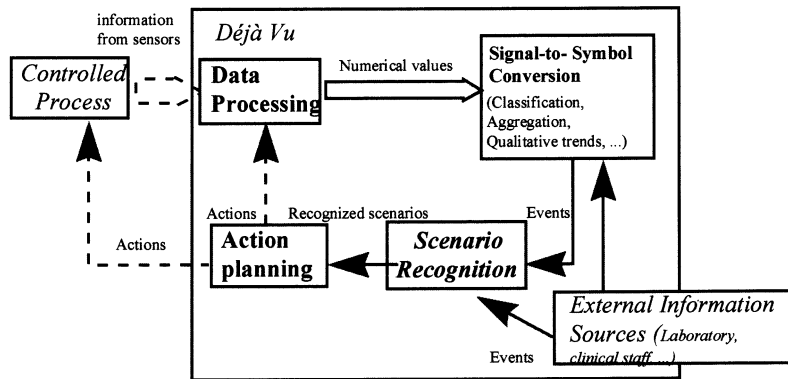 information
from sensors
Déjà Vu
Controlled
Process
Data
Processing
Numerical values
Signal-to- Symbol
Conversion
(Classification,
Aggregation,
Qualitative trends, ...)
Actions
Recognized scenarios
Events
Actions
Action
planning
Scenario
Recognition
External Information
Sources (Laboratory,
clinical staff, ...)
Events